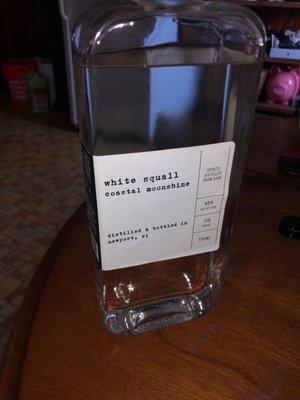 white squall
coastal moonshine
distilled & bottled in
newport, ri
SPIRITS
DISTILLED
FROM CANE
60%
ALC BY VOL
120
PROOF
750ML